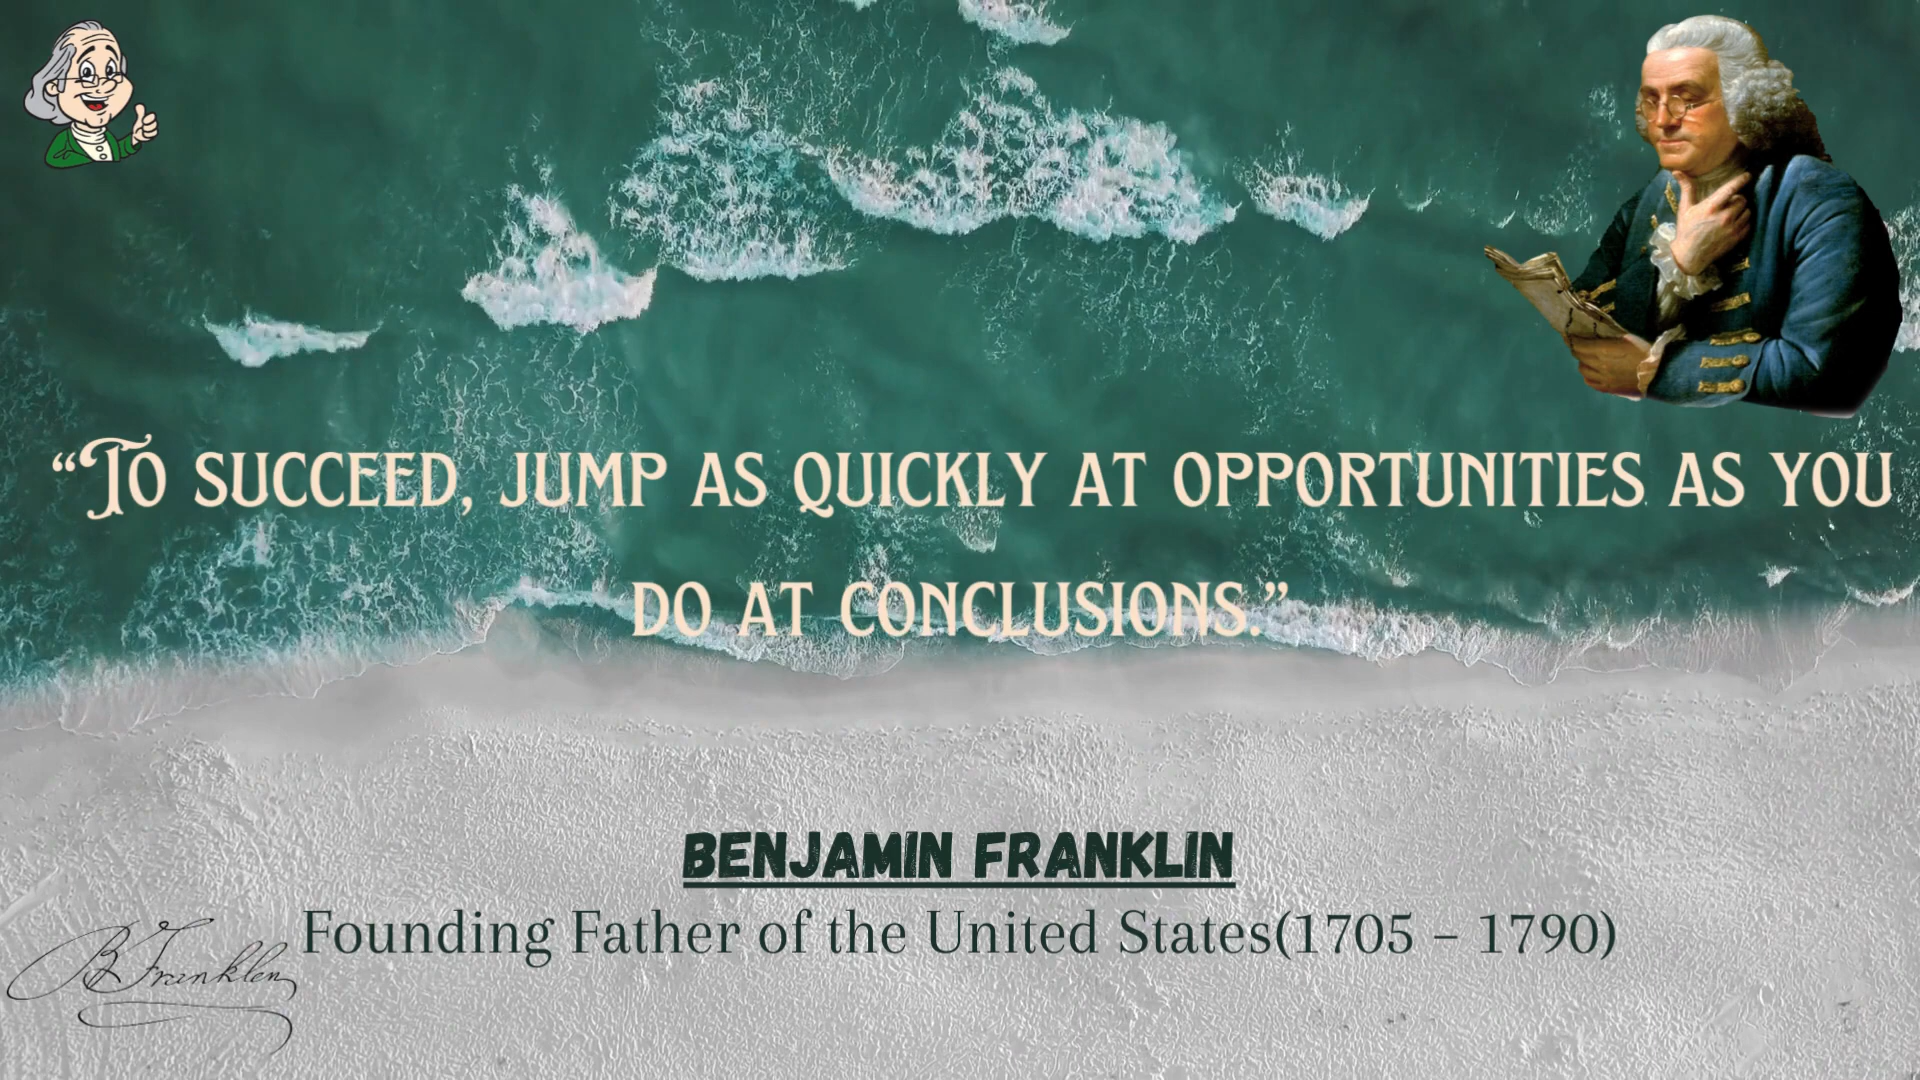 “To succeed, jump as quickly at opportunities as you
do at conclusions.”
BENJAMIN FRANKLIN
Founding Father of the United States(1705 – 1790)
B Franklin